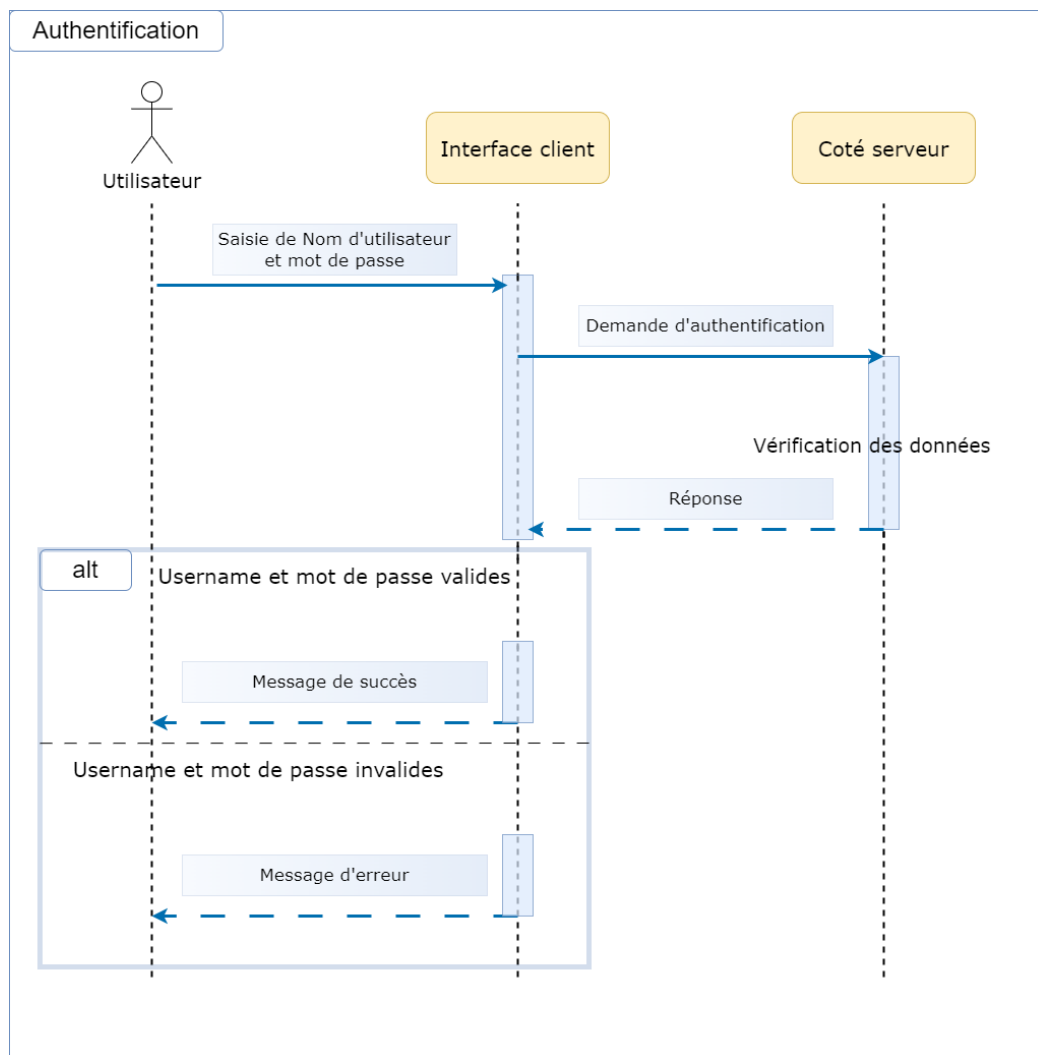 Authentification
Utilisateur
Interface client
Coté serveur
Saisie de Nom d'utilisateur
et mot de passe
Demande d'authentification
Vérification des données
Réponse
alt
Username et mot de passe valides
Message de succès
Username et mot de passe invalides
Message d'erreur